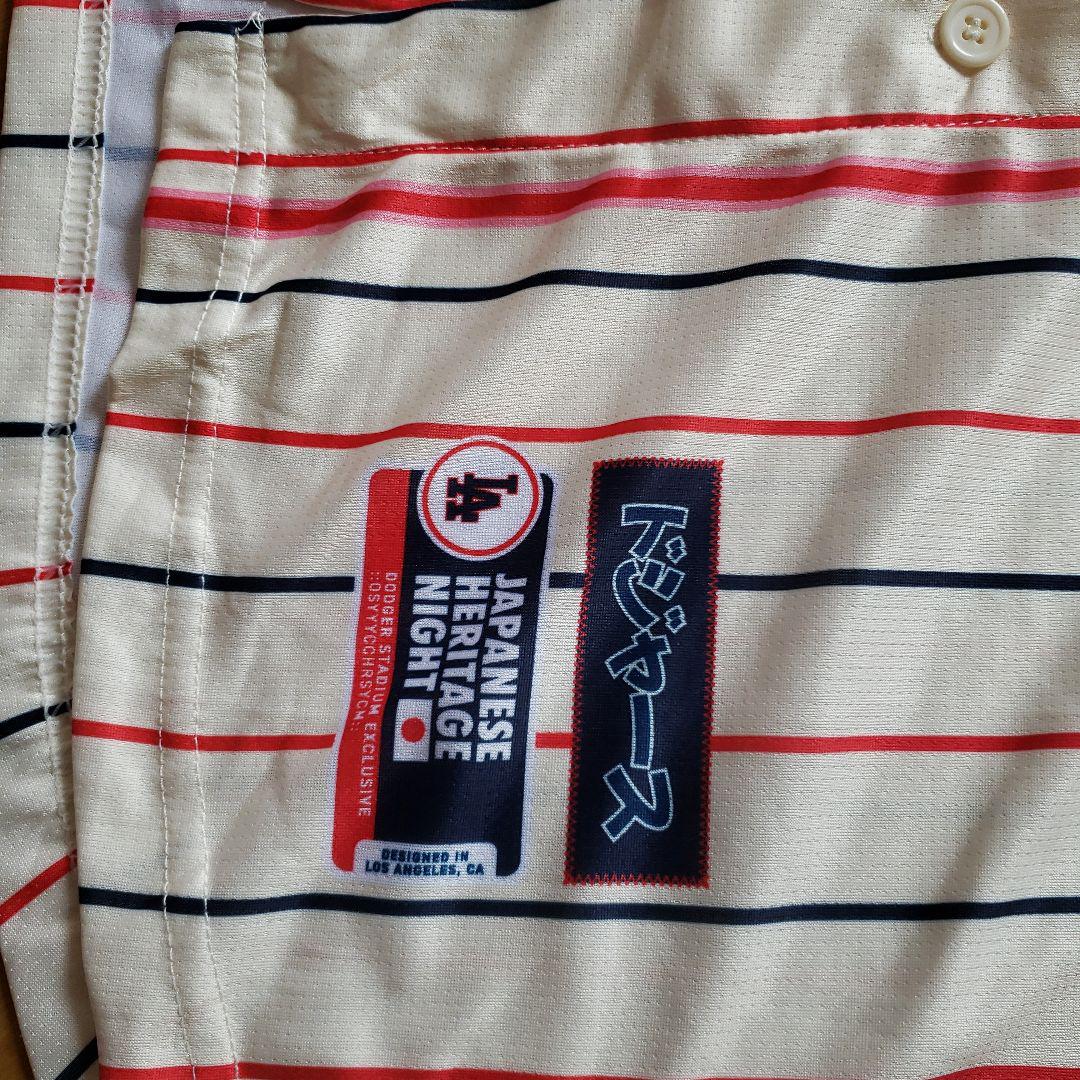 LA
JAPANESE
HERITAGE
NIGHT
DODGER STADIUM EXCLUSIVE
DESIGNED IN
LOS ANGELES, CA
ドジャース